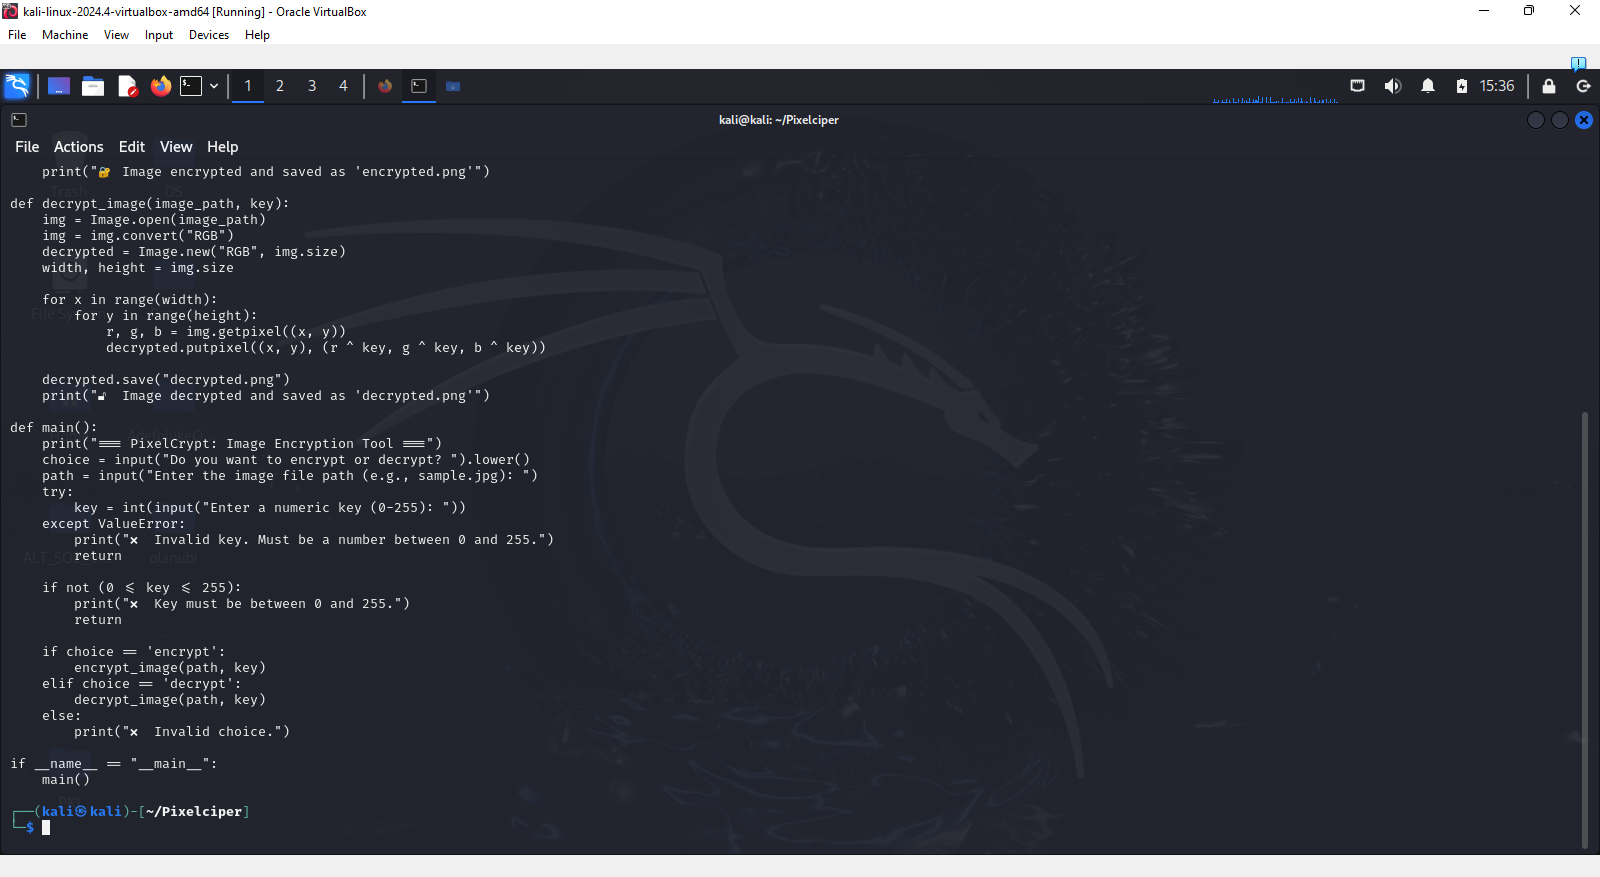 kali-linux-2024.4-virtualbox-amd64 [Running] - Oracle VirtualBox
File Machine View Input Devices Help
1 2 3 4 15:36
kali@kali: ~/Pixelciper
File Actions Edit View Help
    print("🔐 Image encrypted and saved as 'encrypted.png'")
def decrypt_image(image_path, key):
    img = Image.open(image_path)
    img = img.convert("RGB")
    decrypted = Image.new("RGB", img.size)
    width, height = img.size
    for x in range(width):
        for y in range(height):
            r, g, b = img.getpixel((x, y))
            decrypted.putpixel((x, y), (r ^ key, g ^ key, b ^ key))
    decrypted.save("decrypted.png")
    print("🔓 Image decrypted and saved as 'decrypted.png'")
def main():
    print("=== PixelCrypt: Image Encryption Tool ===")
    choice = input("Do you want to encrypt or decrypt? ").lower()
    path = input("Enter the image file path (e.g., sample.jpg): ")
    try:
        key = int(input("Enter a numeric key (0-255): "))
    except ValueError:
        print("❌ Invalid key. Must be a number between 0 and 255.")
        return
    if not (0 <= key <= 255):
        print("❌ Key must be between 0 and 255.")
        return
    if choice == 'encrypt':
        encrypt_image(path, key)
    elif choice == 'decrypt':
        decrypt_image(path, key)
    else:
        print("❌ Invalid choice.")
if __name__ == "__main__":
    main()
┌──(kali㉿kali)-[~/Pixelciper]
└─$